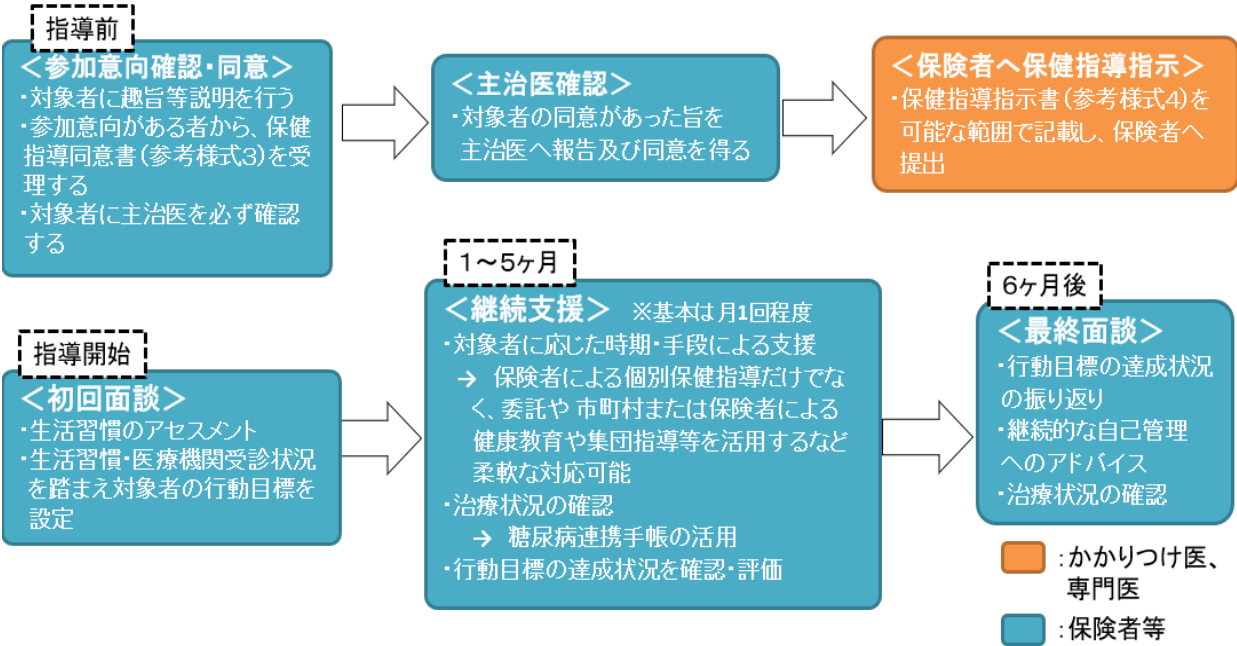 指導前
＜参加意向確認・同意＞
・対象者に趣旨等説明を行う
・参加意向がある者から、保健
指導同意書(参考様式3)を受
理する
・対象者に主治医を必ず確認
する
＜主治医確認＞
・対象者の同意があった旨を
主治医へ報告及び同意を得る
＜保険者へ保健指導指示＞
・保健指導指示書(参考様式4)を
可能な範囲で記載し、保険者へ
提出
指導開始
＜初回面談＞
・生活習慣のアセスメント
・生活習慣・医療機関受診状況
を踏まえ対象者の行動目標を
設定
1～5ヶ月
＜継続支援＞ ※基本は月1回程度
・対象者に応じた時期・手段による支援
→ 保険者による個別保健指導だけでな
く、委託や 市町村または保険者による
健康教育や集団指導等を活用するなど
柔軟な対応可能
・治療状況の確認
→ 糖尿病連携手帳の活用
・行動目標の達成状況を確認・評価
6ヶ月後
＜最終面談＞
・行動目標の達成状況
の振り返り
・継続的な自己管理
へのアドバイス
・治療状況の確認
：かかりつけ医、
専門医
：保険者等